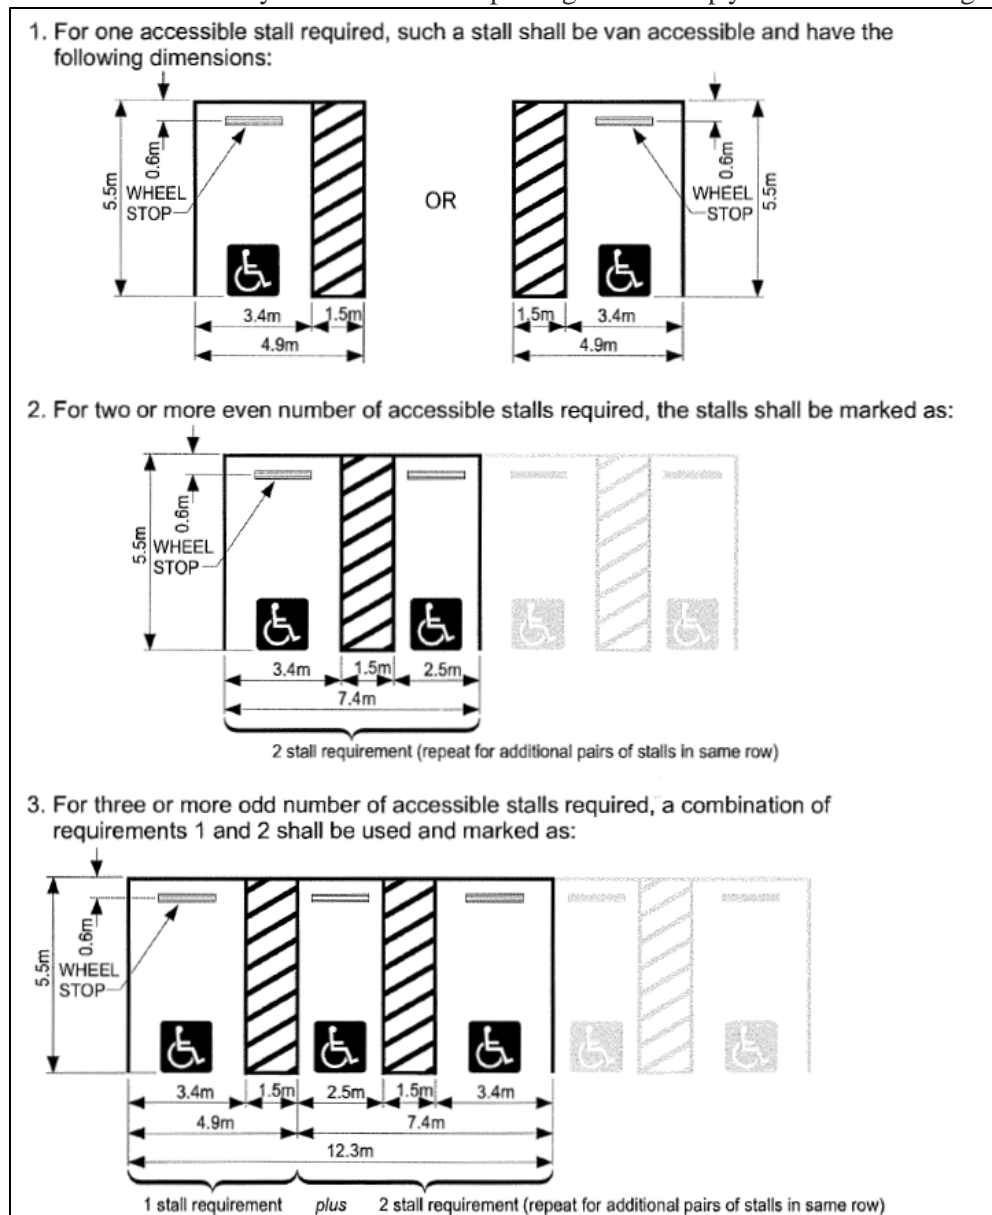 1. For one accessible stall required, such a stall shall be van accessible and have the
following dimensions:
0.6m
5.5m
WHEEL
STOP
OR
0.6m
5.5m
WHEEL
STOP
3.4m 1.5m
4.9m
1.5m 3.4m
4.9m
2. For two or more even number of accessible stalls required, the stalls shall be marked as:
0.6m
5.5m
WHEEL
STOP
3.4m 1.5m 2.5m
7.4m
2 stall requirement (repeat for additional pairs of stalls in same row)
3. For three or more odd number of accessible stalls required, a combination of
requirements 1 and 2 shall be used and marked as:
0.6m
5.5m
WHEEL
STOP
3.4m 1.5m 2.5m 1.5m 3.4m
4.9m 7.4m
12.3m
1 stall requirement plus 2 stall requirement (repeat for additional pairs of stalls in same row)